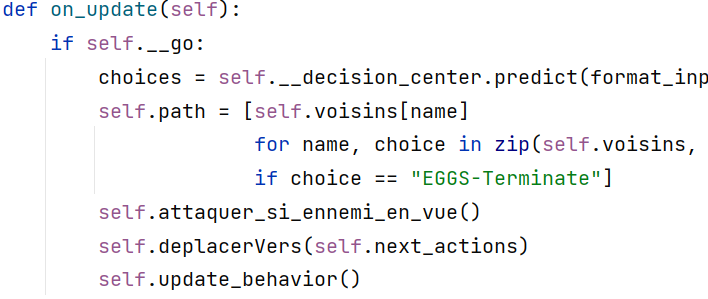 def on_update(self):
if self.__go:
choices = self.__decision_center.predict(format_inp
self.path = [self.voisins[name]
for name, choice in zip(self.voisins,
if choice == "EGGS-Terminate"]
self.attaquer_si_ennemi_en_vue()
self.deplacerVers(self.next_actions)
self.update_behavior()